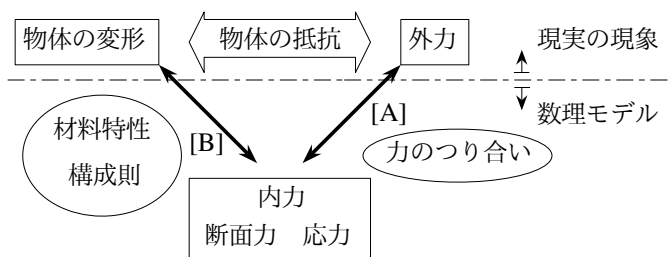 物体の変形
物体の抵抗
外力
現実の現象
数理モデル
[A]
[B]
材料特性
構成則
力のつり合い
内力
断面力 応力